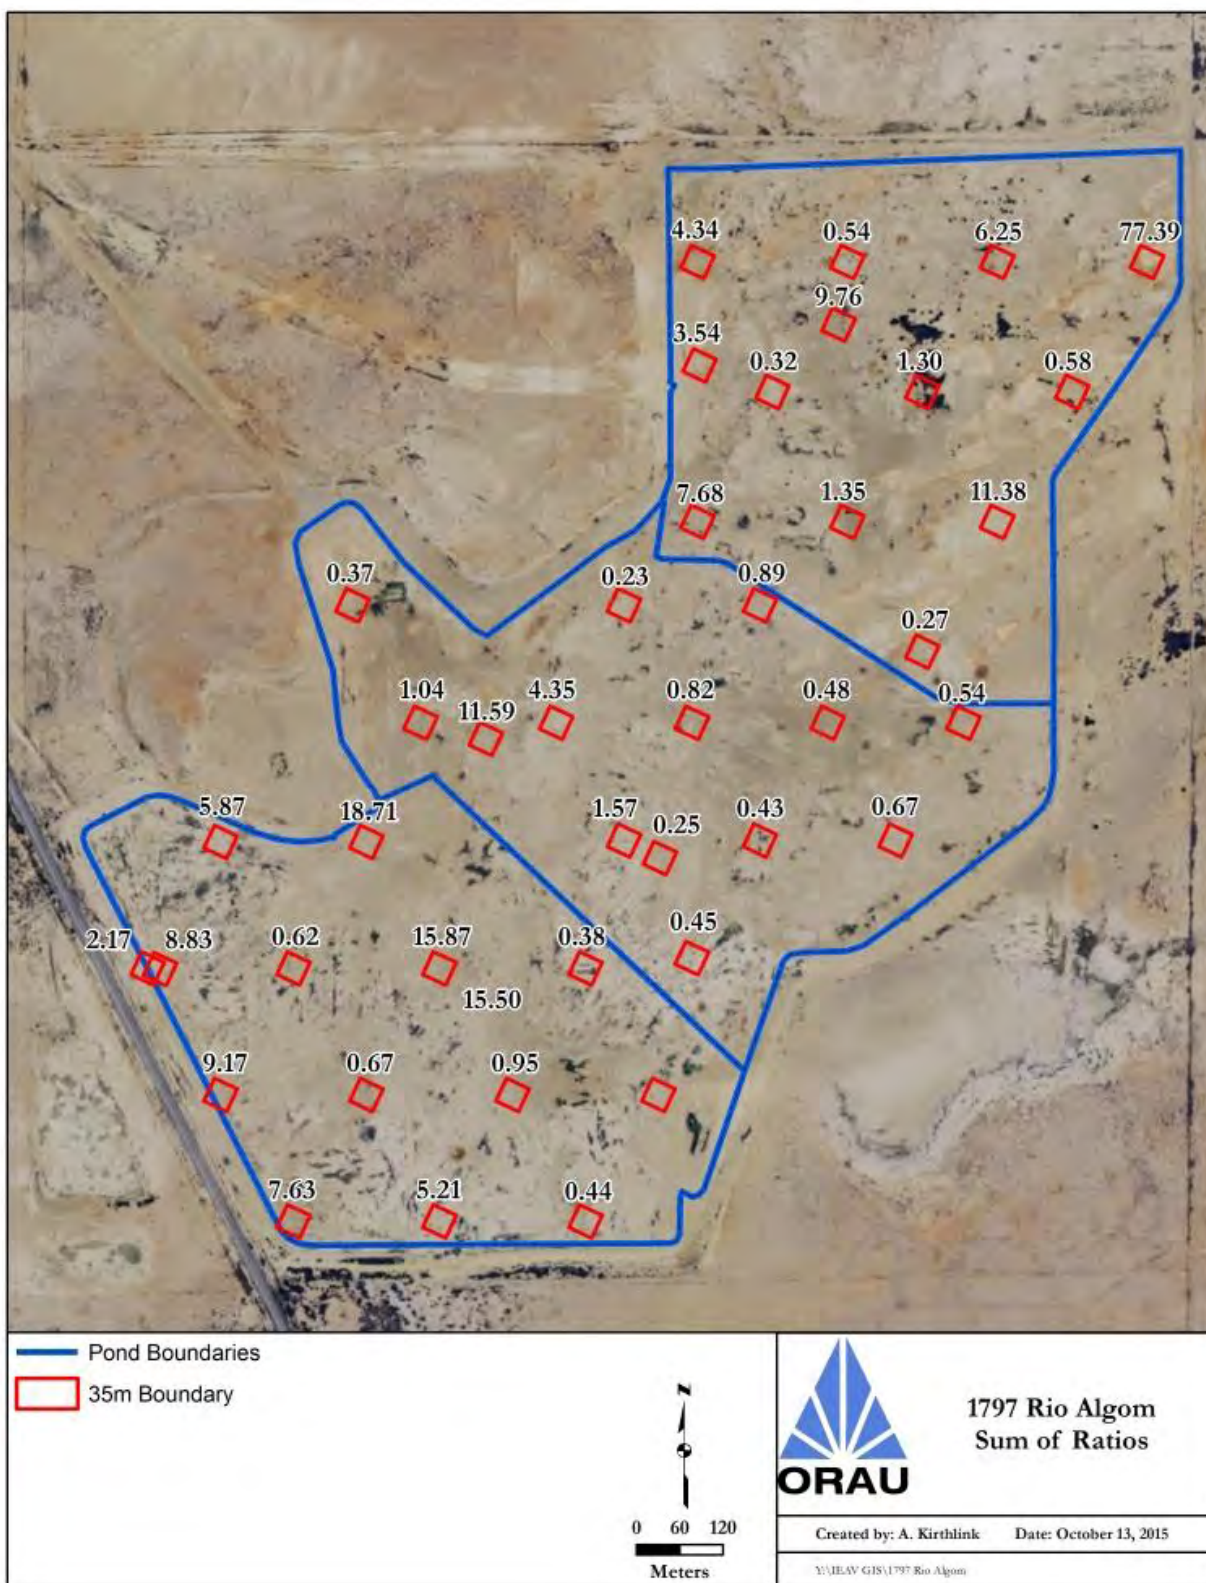 4.34 0.54 6.25 77.39
9.76
3.54 0.32 1.30 0.58
7.68 1.35 11.38
0.37 0.23 0.89
0.27
1.04 11.59 4.35 0.82 0.48 0.54
5.87 18.71 1.57 0.25 0.43 0.67
2.17 8.83 0.62 15.87 0.38 0.45
15.50
9.17 0.67 0.95
7.63 5.21 0.44
Pond Boundaries
35m Boundary
N
0 60 120
Meters
ORAU
1797 Rio Algom
Sum of Ratios
Created by: A. Kirthlink Date: October 13, 2015
Y:\IEAV GIS\1797 Rio Algom